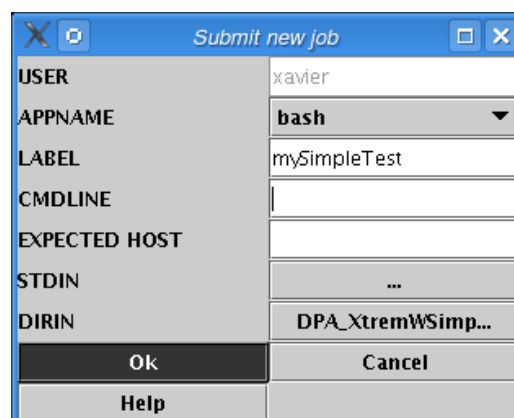 Submit new job
USER xavier
APPNAME bash
LABEL mySimpleTest
CMDLINE
EXPECTED HOST
STDIN ...
DIRIN DPA_XtremWSimp...
Ok Cancel
Help